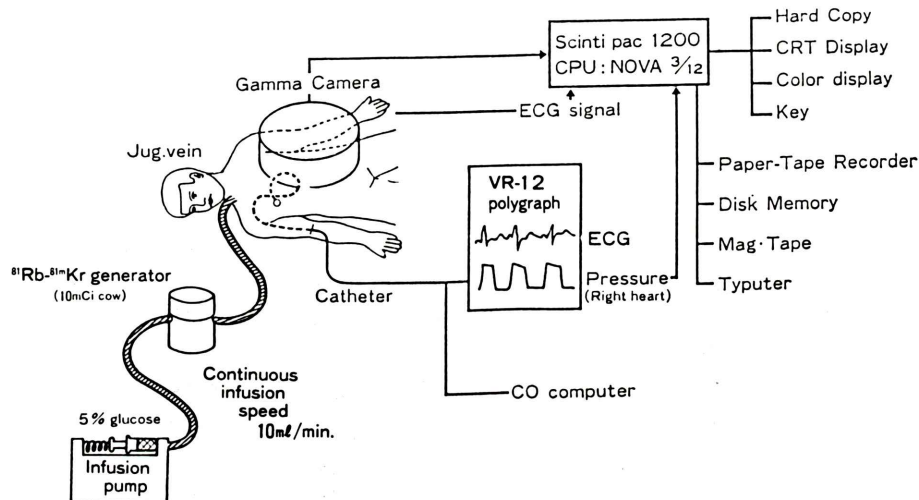 Scinti pac 1200
CPU : NOVA 3/12
Hard Copy
CRT Display
Color display
Key
Gamma Camera
ECG signal
Jug.vein
Paper-Tape Recorder
Disk Memory
Mag·Tape
Typuter
VR-12
polygraph
ECG
Pressure
(Right heart)
⁸¹Rb-⁸¹ᵐKr generator
(10mCi cow)
Catheter
CO computer
Continuous
infusion
speed
10ml/min.
5% glucose
Infusion
pump